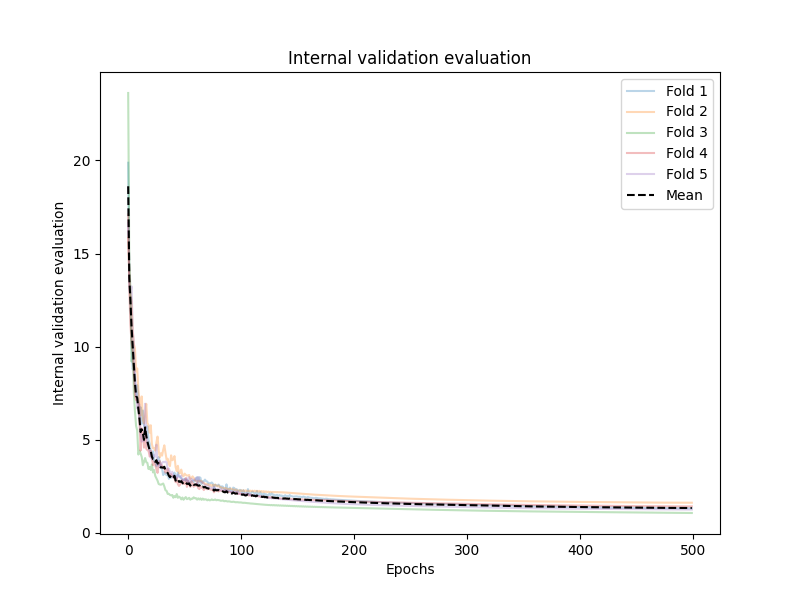 Internal validation evaluation
Fold 1
Fold 2
Fold 3
Fold 4
Fold 5
Mean
Internal validation evaluation
20
15
10
5
0
0 100 200 300 400 500
Epochs